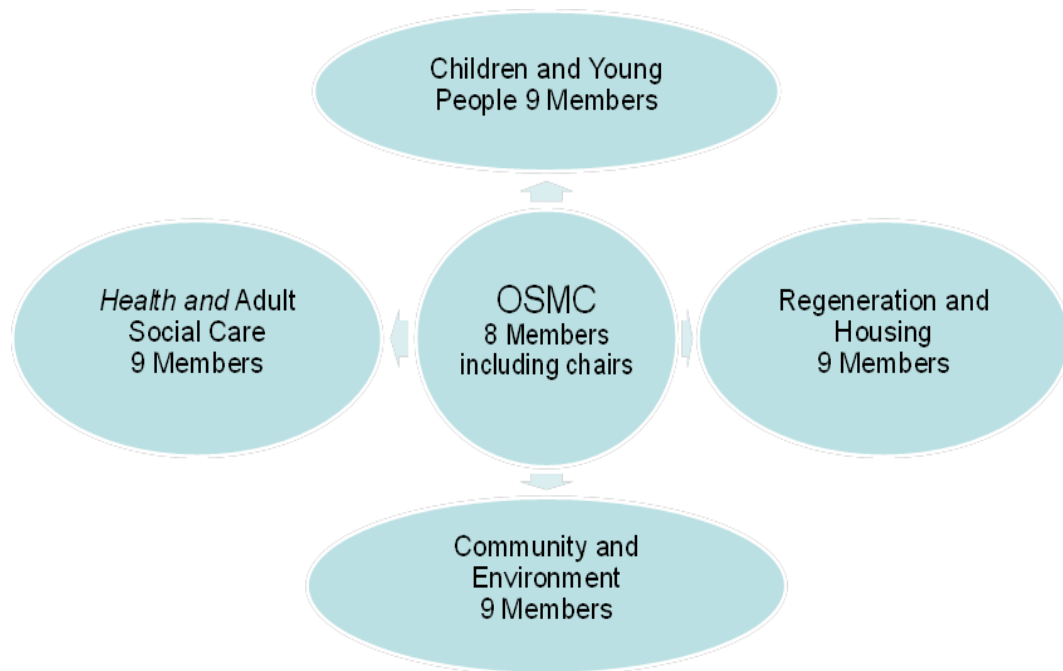 Children and Young
People 9 Members
Health and Adult
Social Care
9 Members
OSMC
8 Members
including chairs
Regeneration and
Housing
9 Members
Community and
Environment
9 Members